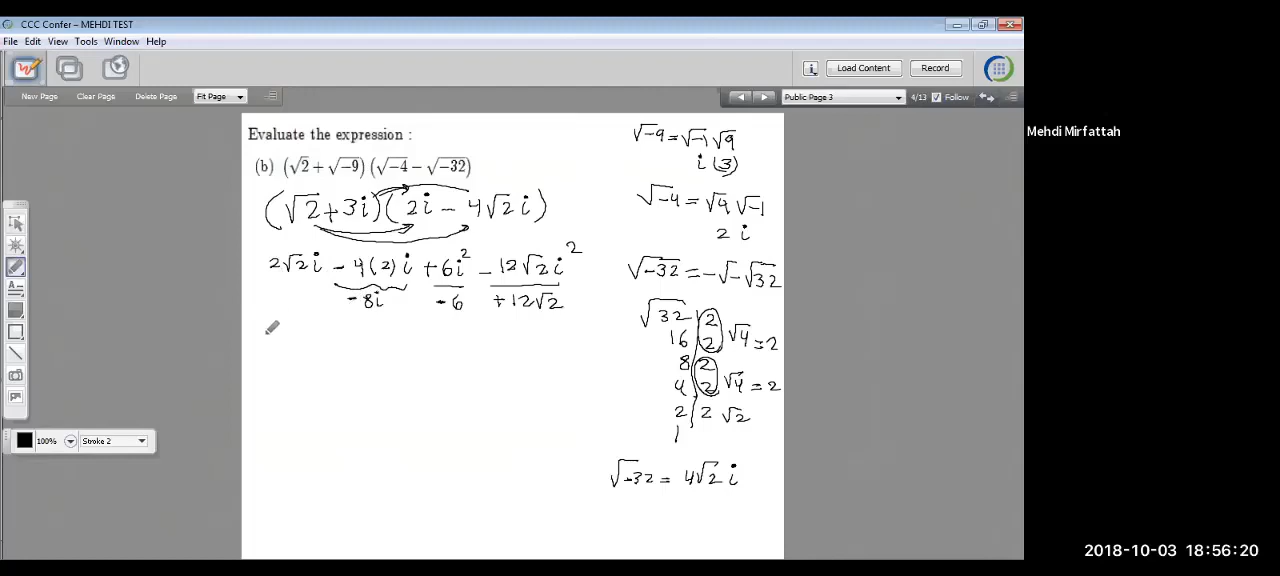 CCC Confer – MEHDI TEST
File Edit View Tools Window Help
Load Content Record
New Page Clear Page Delete Page Fit Page
Public Page 3 4/13 Follow
Mehdi Mirfattah
Evaluate the expression :
(b) (√2 + √−9) (√−4 − √−32)
(√2 + 3i)(2i − 4√2 i)
2√2 i − 4(2) i + 6i² − 12√2 i²
−8i −6 +12√2
√−9 = √−1 √9
i (3)
√−4 = √4 √−1
2 i
√−32 = −√− √32
√32 | 2
16 | 2 √4 = 2
8 | 2
4 | 2 √4 = 2
2 | 2 √2
1
√−32 = 4√2 i
100% Stroke 2
2018-10-03 18:56:20